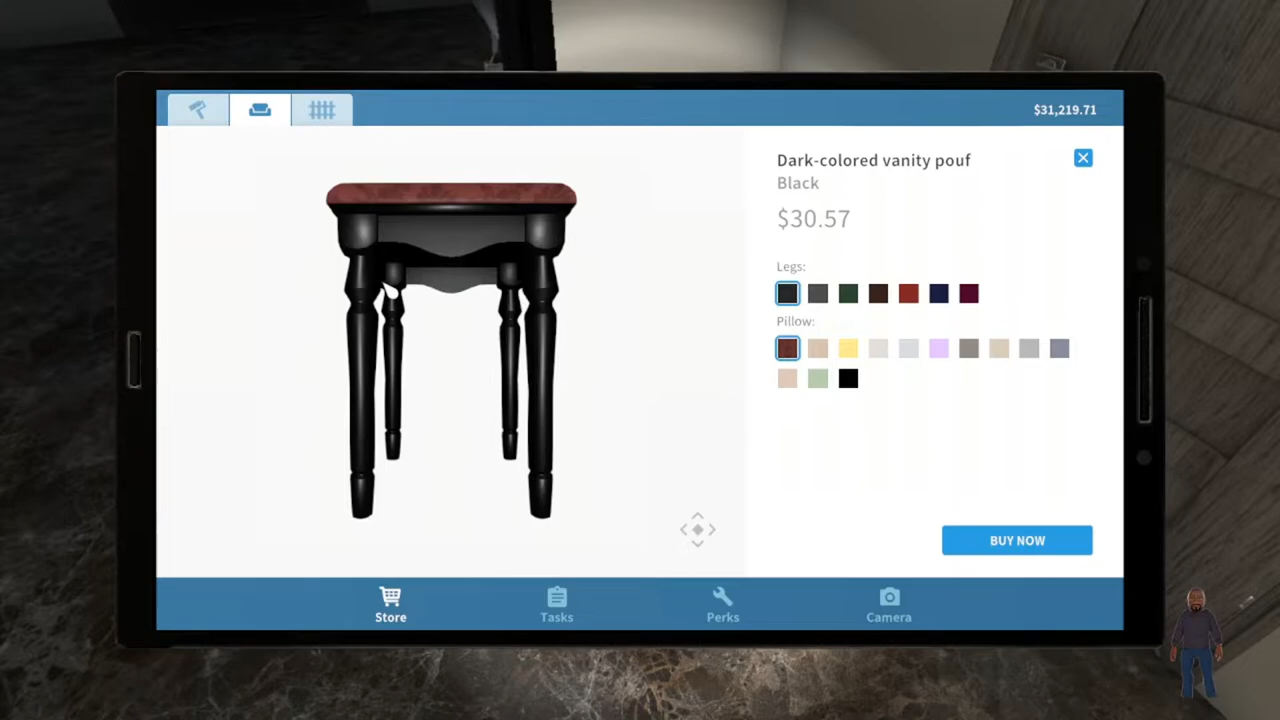 $31,219.71
Dark-colored vanity pouf
Black
$30.57
Legs:
Pillow:
BUY NOW
Store
Tasks
Perks
Camera